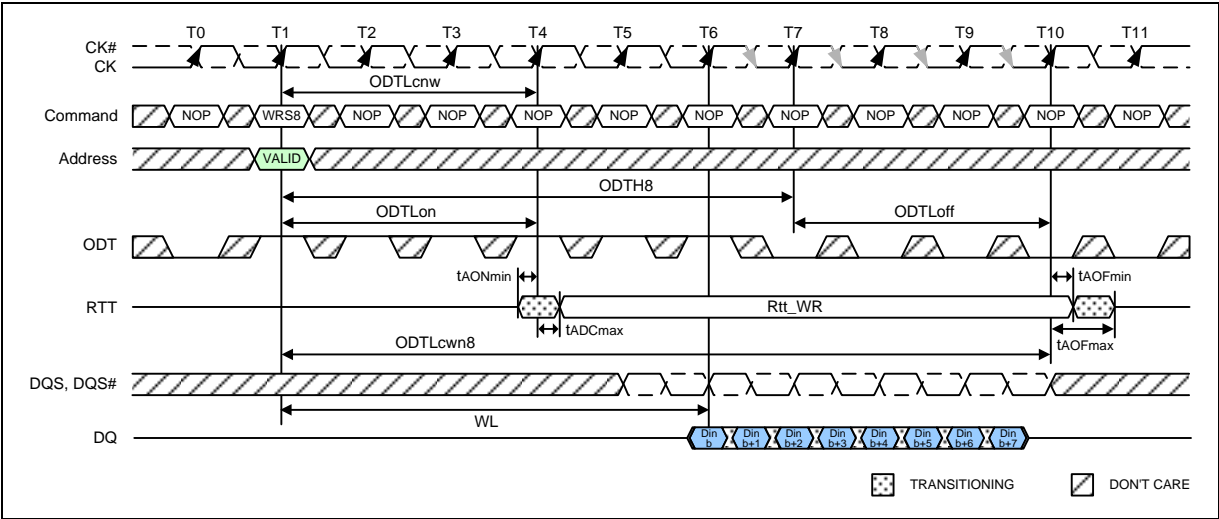 T0 T1 T2 T3 T4 T5 T6 T7 T8 T9 T10 T11
CK#
CK
ODTLcnw
Command NOP WRS8 NOP NOP NOP NOP NOP NOP NOP NOP NOP NOP
Address VALID
ODTH8
ODTLon ODTLoff
ODT
tAONmin tAOFmin
RTT Rtt_WR
tADCmax
ODTLcwn8 tAOFmax
DQS, DQS#
WL
DQ Din b Din b+1 Din b+2 Din b+3 Din b+4 Din b+5 Din b+6 Din b+7
TRANSITIONING DON'T CARE